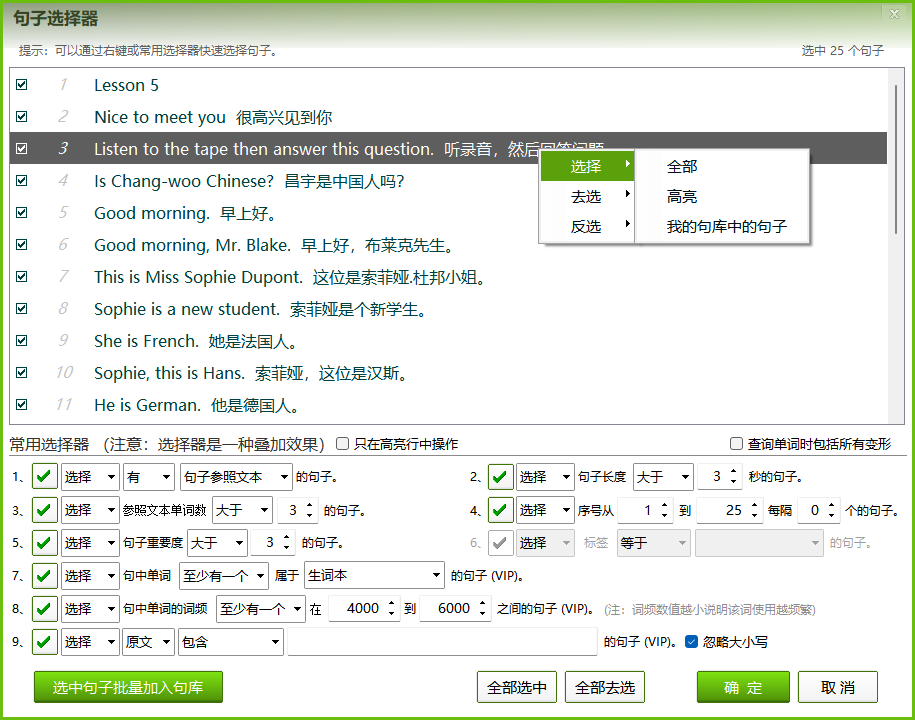 句子选择器
提示：可以通过右键或常用选择器快速选择句子。 选中 25 个句子
1 Lesson 5
2 Nice to meet you 很高兴见到你
3 Listen to the tape then answer this question. 听录音，然后回答问题
选择 全部
4 Is Chang-woo Chinese? 昌宇是中国人吗？
去选 高亮
5 Good morning. 早上好。
反选 我的句库中的句子
6 Good morning, Mr. Blake. 早上好，布莱克先生。
7 This is Miss Sophie Dupont. 这位是索菲娅.杜邦小姐。
8 Sophie is a new student. 索菲娅是个新学生。
9 She is French. 她是法国人。
10 Sophie, this is Hans. 索菲娅，这位是汉斯。
11 He is German. 他是德国人。
常用选择器 （注意：选择器是一种叠加效果） 只在高亮行中操作 查询单词时包括所有变形
1、 选择 有 句子参照文本 的句子。 2、 选择 句子长度 大于 3 秒的句子。
3、 选择 参照文本单词数 大于 3 的句子。 4、 选择 序号从 1 到 25 每隔 0 个的句子。
5、 选择 句子重要度 大于 3 的句子。 6、 选择 标签 等于 的句子。
7、 选择 句中单词 至少有一个 属于 生词本 的句子 (VIP)。
8、 选择 句中单词的词频 至少有一个 在 4000 到 6000 之间的句子 (VIP)。 (注：词频数值越小说明该词使用越频繁)
9、 选择 原文 包含 的句子 (VIP)。 忽略大小写
选中句子批量加入句库 全部选中 全部去选 确 定 取 消